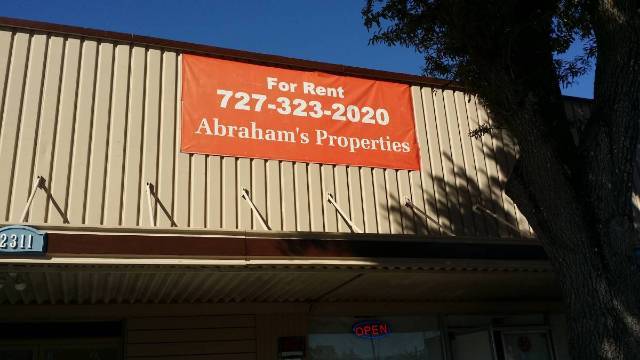 For Rent
727-323-2020
Abraham's Properties
2311
OPEN